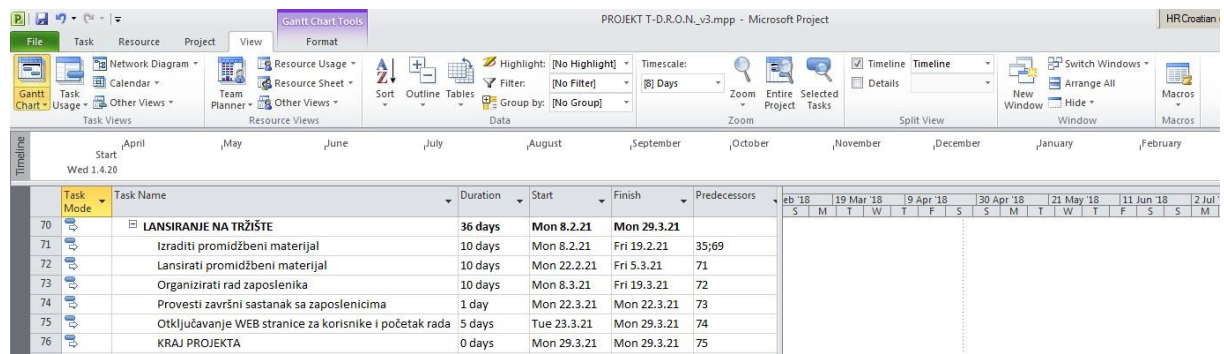 PROJEKT T-D.R.O.N._v3.mpp - Microsoft Project
Gantt Chart Tools
HR Croatian
File Task Resource Project View Format
Gantt Chart
Task Usage
Network Diagram
Calendar
Other Views
Task Views
Team Planner
Resource Usage
Resource Sheet
Other Views
Resource Views
Sort
Outline
Tables
Highlight: [No Highlight]
Filter: [No Filter]
Group by: [No Group]
Data
Timescale:
[8] Days
Zoom
Entire Project
Selected Tasks
Zoom
Timeline Timeline
Details
Split View
New Window
Switch Windows
Arrange All
Hide
Window
Macros
Macros
Timeline
Start
Wed 1.4.20
April May June July August September October November December January February
Task Mode Task Name Duration Start Finish Predecessors
eb '18 19 Mar '18 9 Apr '18 30 Apr '18 21 May '18 11 Jun '18 2 Jul '
S M T W T F S S M T W T F S S M
70 LANSIRANJE NA TRŽIŠTE 36 days Mon 8.2.21 Mon 29.3.21
71 Izraditi promidžbeni materijal 10 days Mon 8.2.21 Fri 19.2.21 35;69
72 Lansirati promidžbeni materijal 10 days Mon 22.2.21 Fri 5.3.21 71
73 Organizirati rad zaposlenika 10 days Mon 8.3.21 Fri 19.3.21 72
74 Provesti završni sastanak sa zaposlenicima 1 day Mon 22.3.21 Mon 22.3.21 73
75 Otključavanje WEB stranice za korisnike i početak rada 5 days Tue 23.3.21 Mon 29.3.21 74
76 KRAJ PROJEKTA 0 days Mon 29.3.21 Mon 29.3.21 75